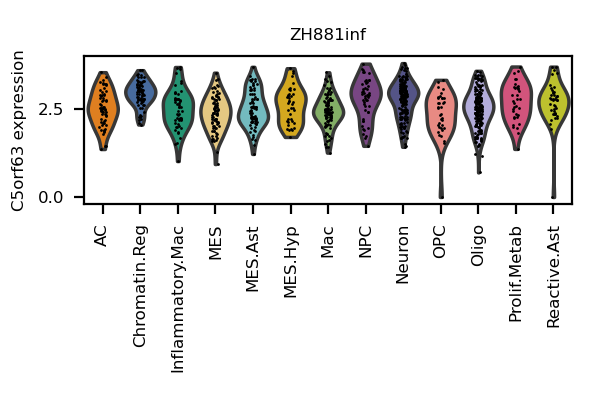 ZH881inf
C5orf63 expression
2.5
0.0
AC
Chromatin.Reg
Inflammatory.Mac
MES
MES.Ast
MES.Hyp
Mac
NPC
Neuron
OPC
Oligo
Prolif.Metab
Reactive.Ast